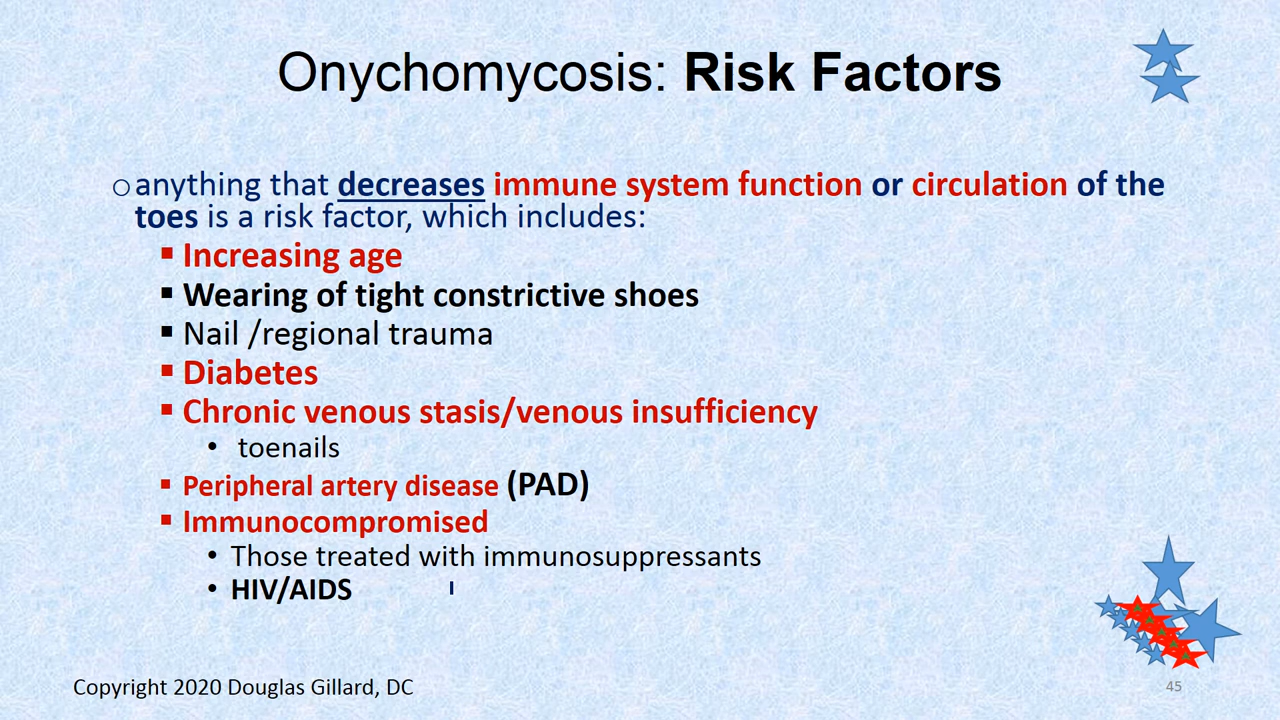 Onychomycosis: Risk Factors
anything that decreases immune system function or circulation of the
toes is a risk factor, which includes:
Increasing age
Wearing of tight constrictive shoes
Nail /regional trauma
Diabetes
Chronic venous stasis/venous insufficiency
toenails
Peripheral artery disease (PAD)
Immunocompromised
Those treated with immunosuppressants
HIV/AIDS
Copyright 2020 Douglas Gillard, DC
45